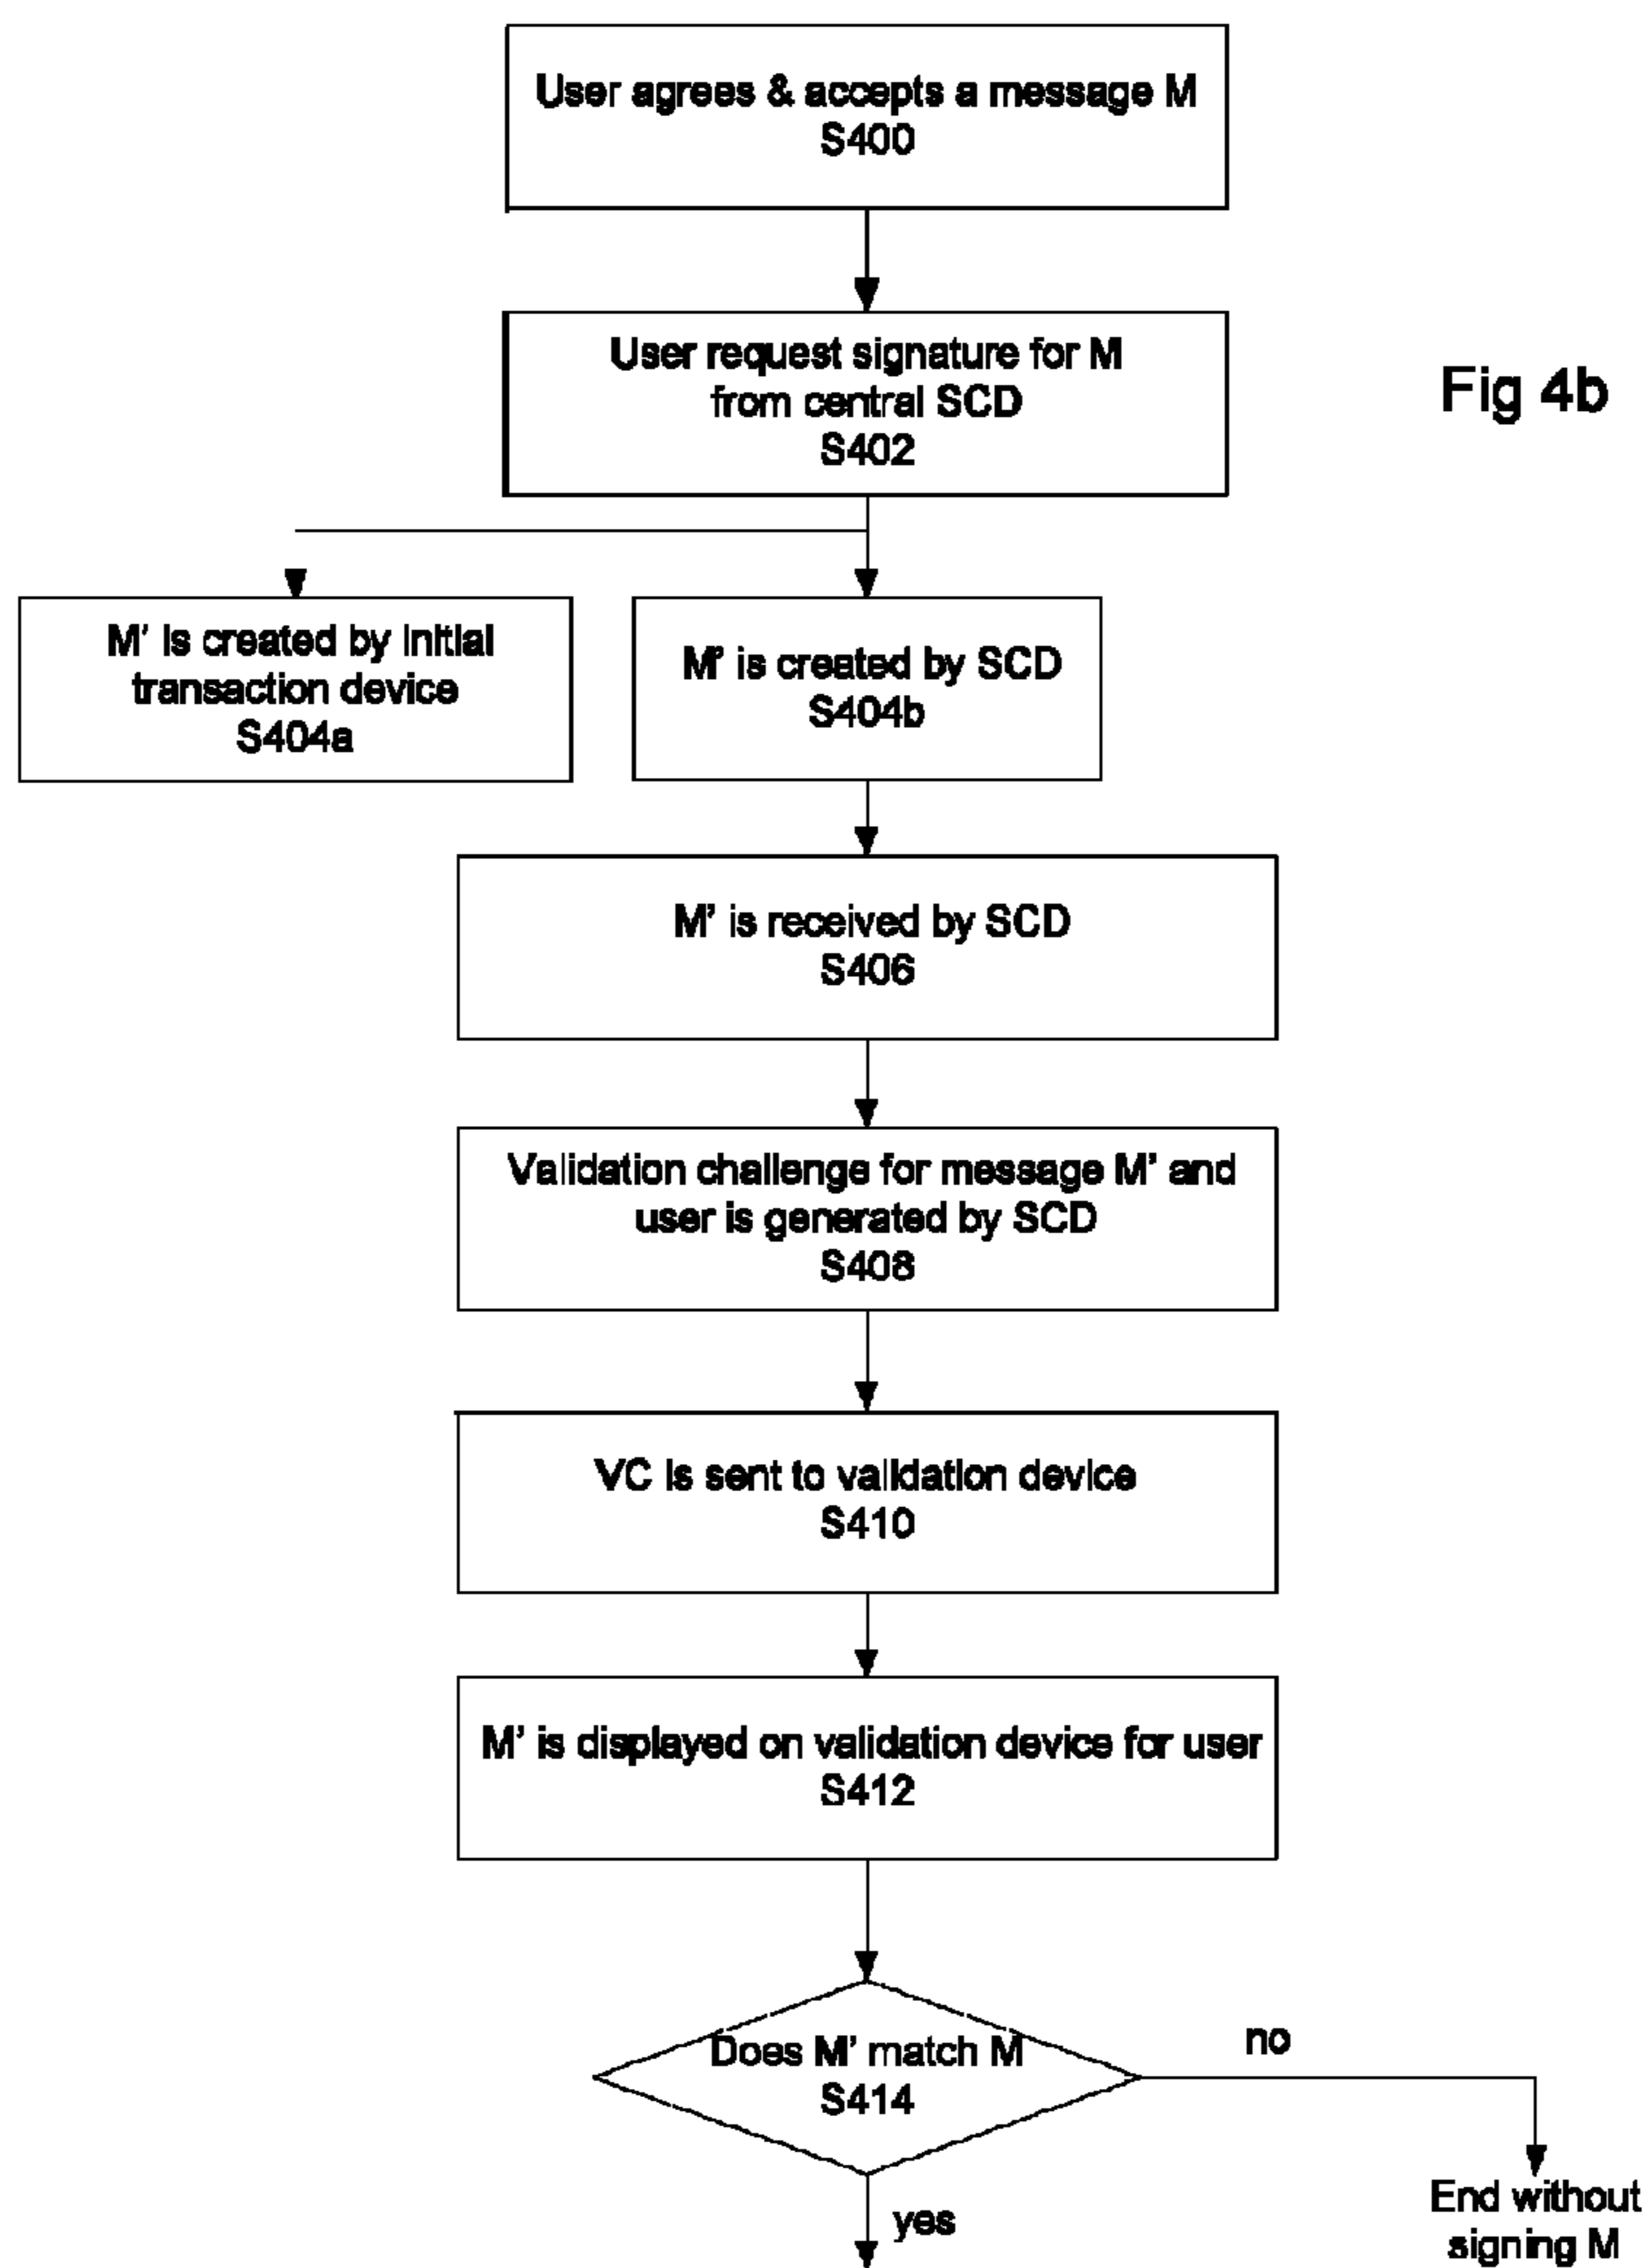 User agrees & accepts a message M
S400
User request signature for M
from central SCD
S402
Fig 4b
M' is created by initial
transaction device
S404a
M' is created by SCD
S404b
M' is received by SCD
S406
Validation challenge for message M' and
user is generated by SCD
S408
VC is sent to validation device
S410
M' is displayed on validation device for user
S412
Does M' match M
S414
no
yes
End without
signing M